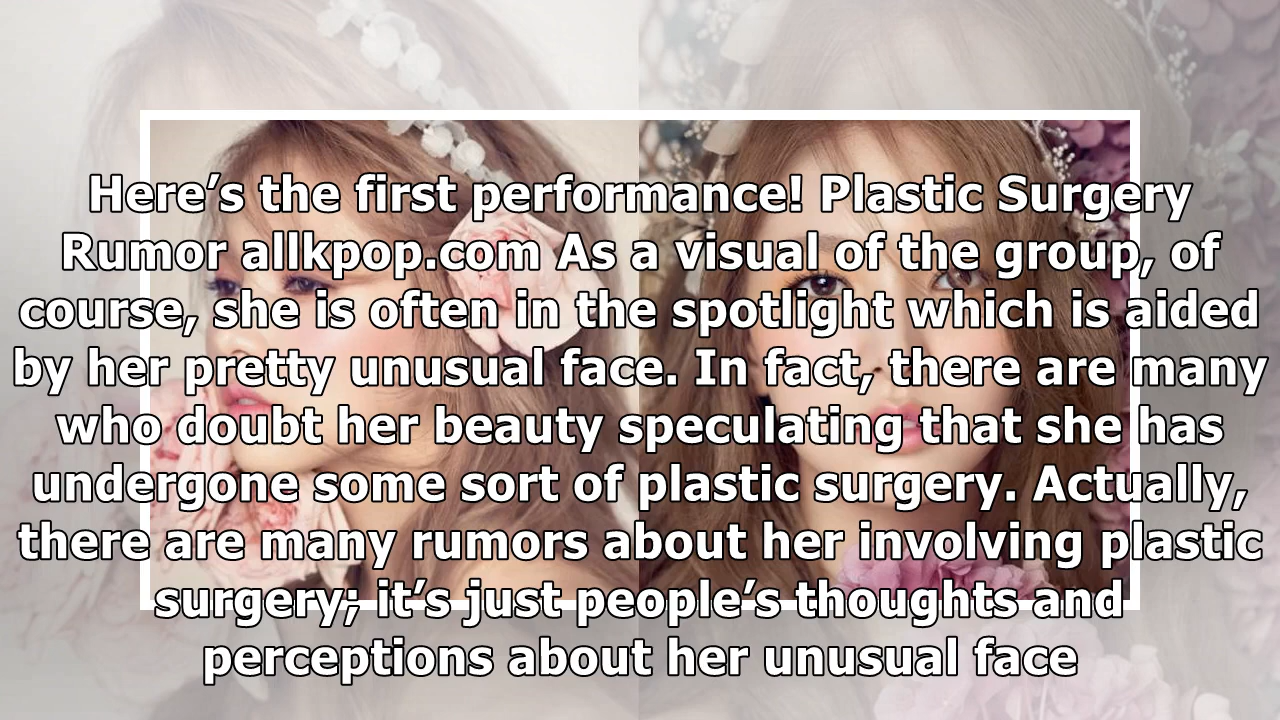 Here’s the first performance! Plastic Surgery
Rumor allkpop.com As a visual of the group, of
course, she is often in the spotlight which is aided
by her pretty unusual face. In fact, there are many
who doubt her beauty speculating that she has
undergone some sort of plastic surgery. Actually,
there are many rumors about her involving plastic
surgery; it’s just people’s thoughts and
perceptions about her unusual face